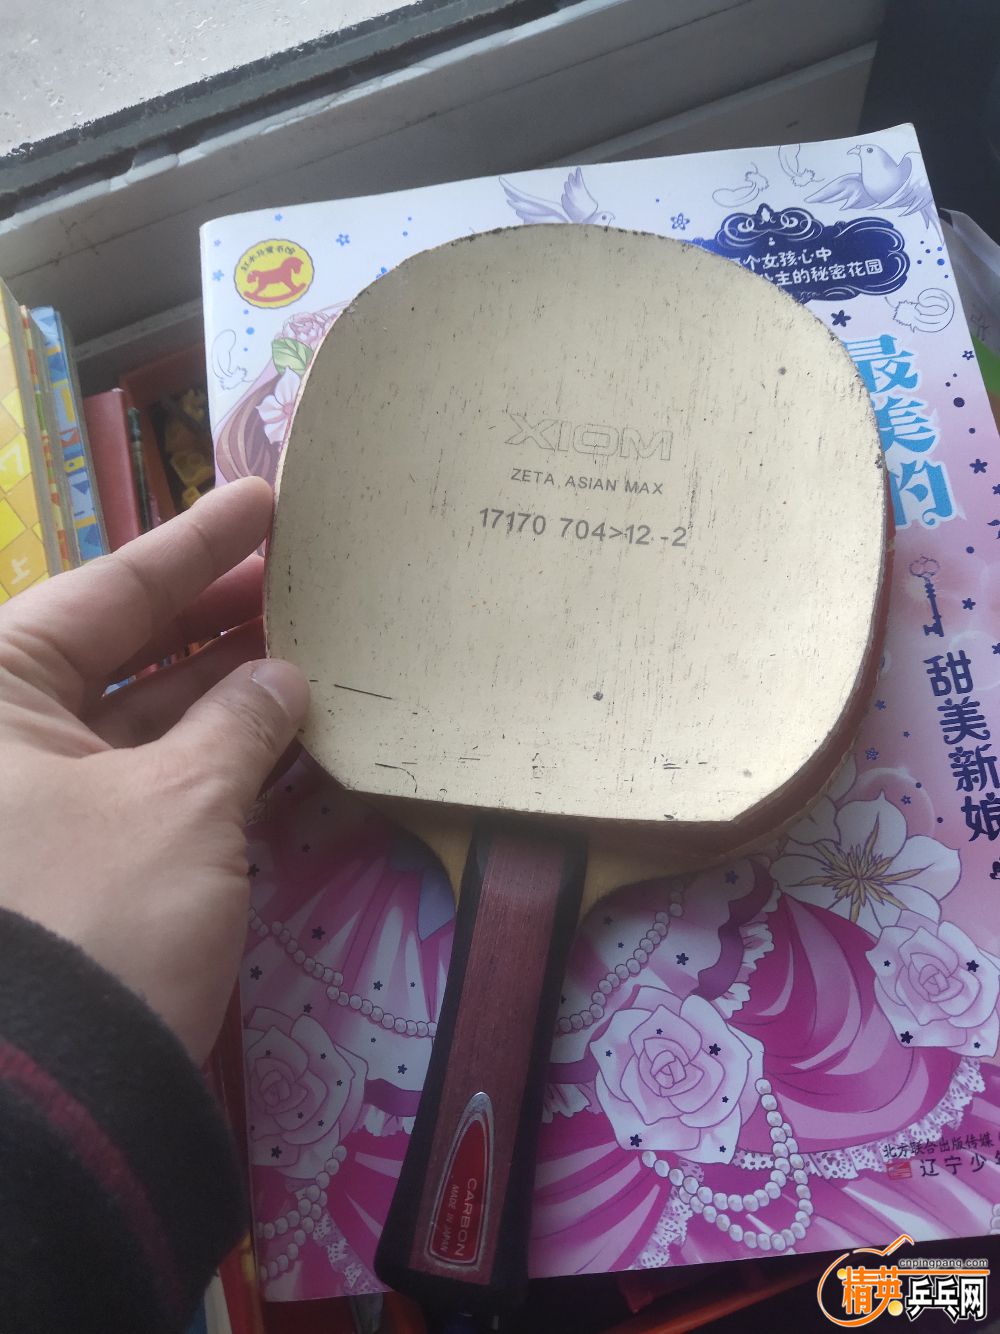 个女孩心中
公主的秘密花园
最美的
XIOM
ZETA ASIAN MAX
17170 704>12 -2
甜美新娘
CARBON
MADE IN JAPAN
北方联合出版传媒
辽宁少
cnpingpang.com
精英乒乓网